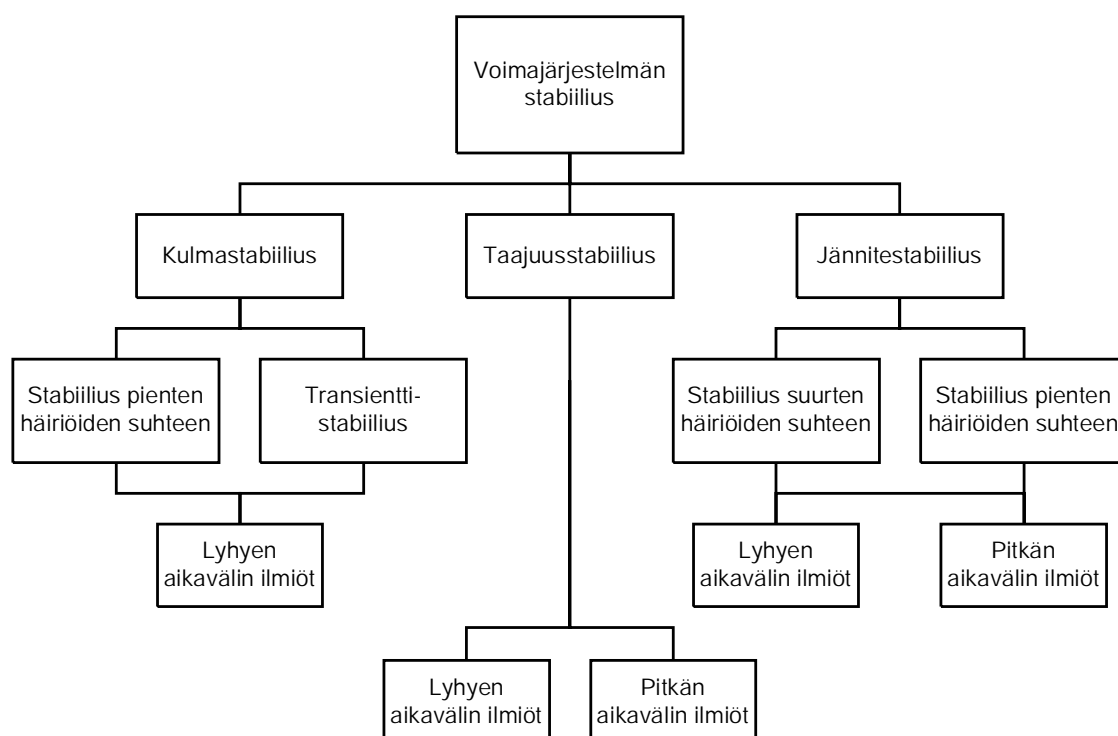 Voimajärjestelmän
stabiilius
Kulmastabiilius
Taajuusstabiilius
Jännitestabiilius
Stabiilius pienten
häiriöiden suhteen
Transientti-
stabiilius
Stabiilius suurten
häiriöiden suhteen
Stabiilius pienten
häiriöiden suhteen
Lyhyen
aikavälin ilmiöt
Lyhyen
aikavälin ilmiöt
Pitkän
aikavälin ilmiöt
Lyhyen
aikavälin ilmiöt
Pitkän
aikavälin ilmiöt